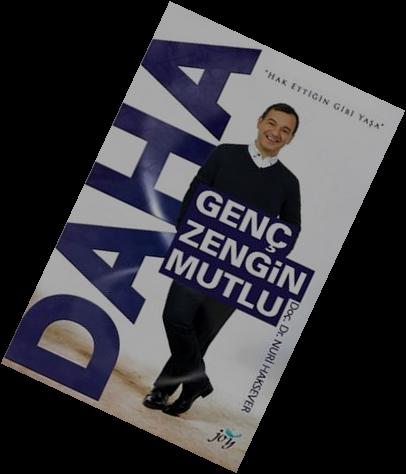 "HAK ETTİĞİN GİBİ YAŞA"
DAHA
GENÇ
ZENGİN
MUTLU
Doç. Dr. NURİ HAKSEVER
joy